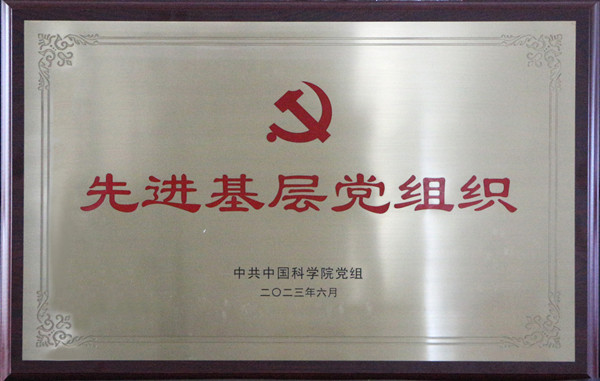 先进基层党组织
中共中国科学院党组
二〇二三年六月